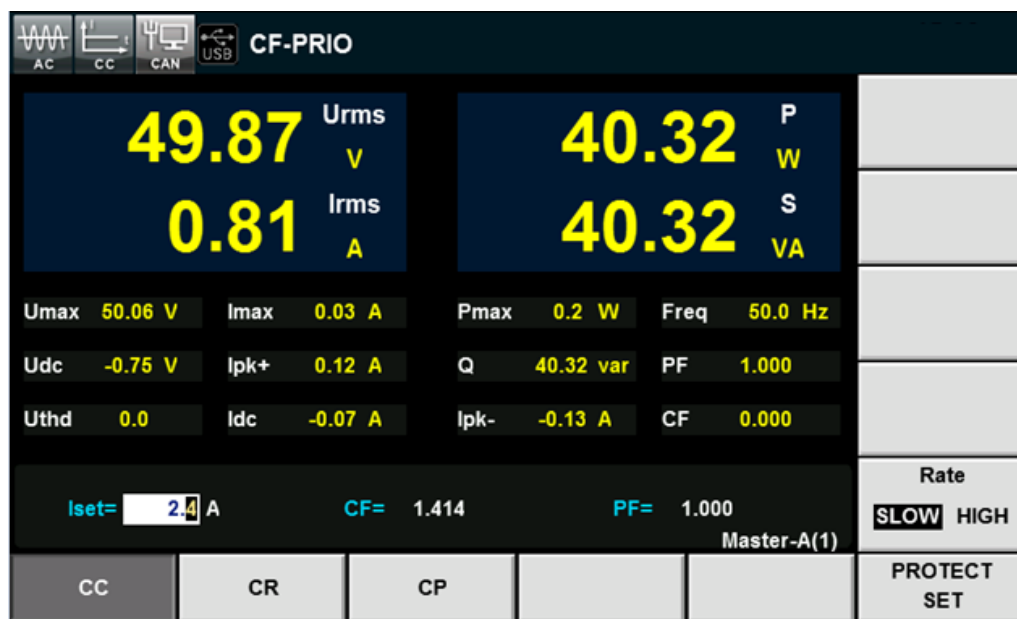 AC CC CAN USB CF-PRIO
49.87 Urms V
40.32 P W
0.81 Irms A
40.32 S VA
Umax 50.06 V Imax 0.03 A Pmax 0.2 W Freq 50.0 Hz
Udc -0.75 V Ipk+ 0.12 A Q 40.32 var PF 1.000
Uthd 0.0 Idc -0.07 A Ipk- -0.13 A CF 0.000
Rate
SLOW HIGH
Iset= 2.4 A CF= 1.414 PF= 1.000
Master-A(1)
CC CR CP
PROTECT
SET